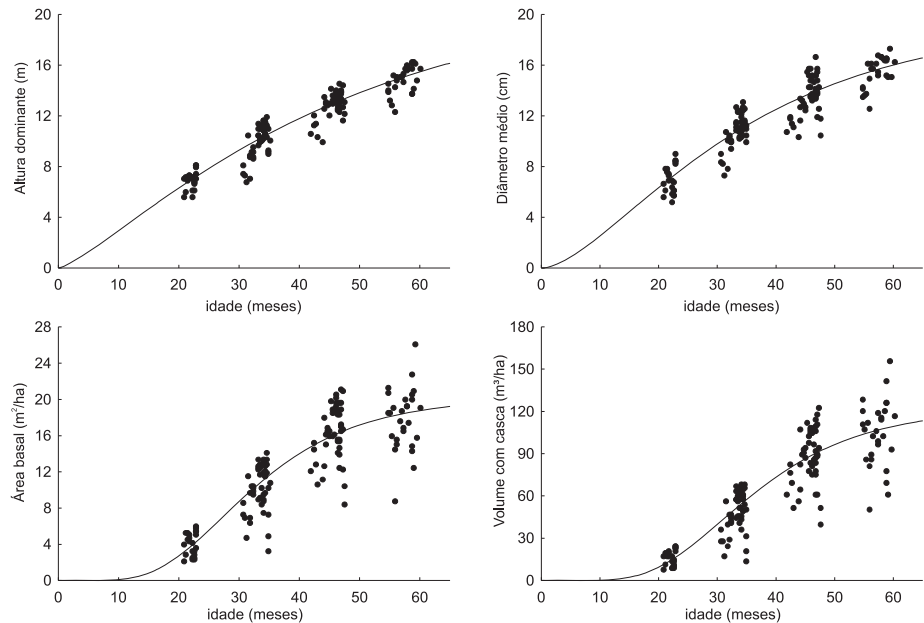 20
16
12
8
4
0
Altura dominante (m)
0 10 20 30 40 50 60
idade (meses)
20
16
12
8
4
0
Diâmetro médio (cm)
0 10 20 30 40 50 60
idade (meses)
28
24
20
16
12
8
4
0
Área basal (m²/ha)
0 10 20 30 40 50 60
idade (meses)
180
150
120
90
60
30
0
Volume com casca (m³/ha)
0 10 20 30 40 50 60
idade (meses)